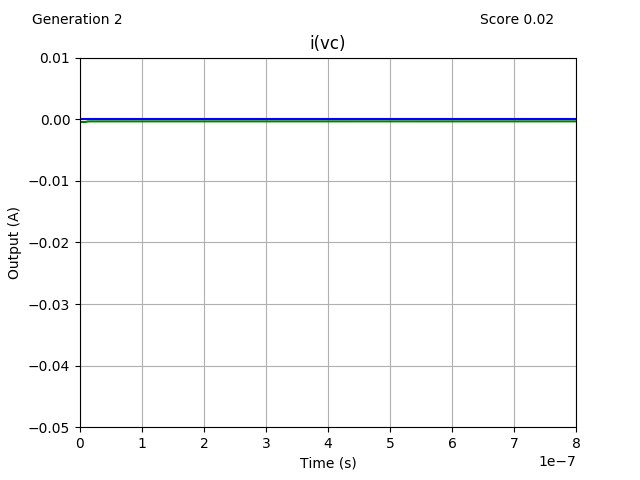 Generation 2
Score 0.02
i(vc)
0.01
0.00
−0.01
−0.02
−0.03
−0.04
−0.05
Output (A)
0 1 2 3 4 5 6 7 8
1e−7
Time (s)